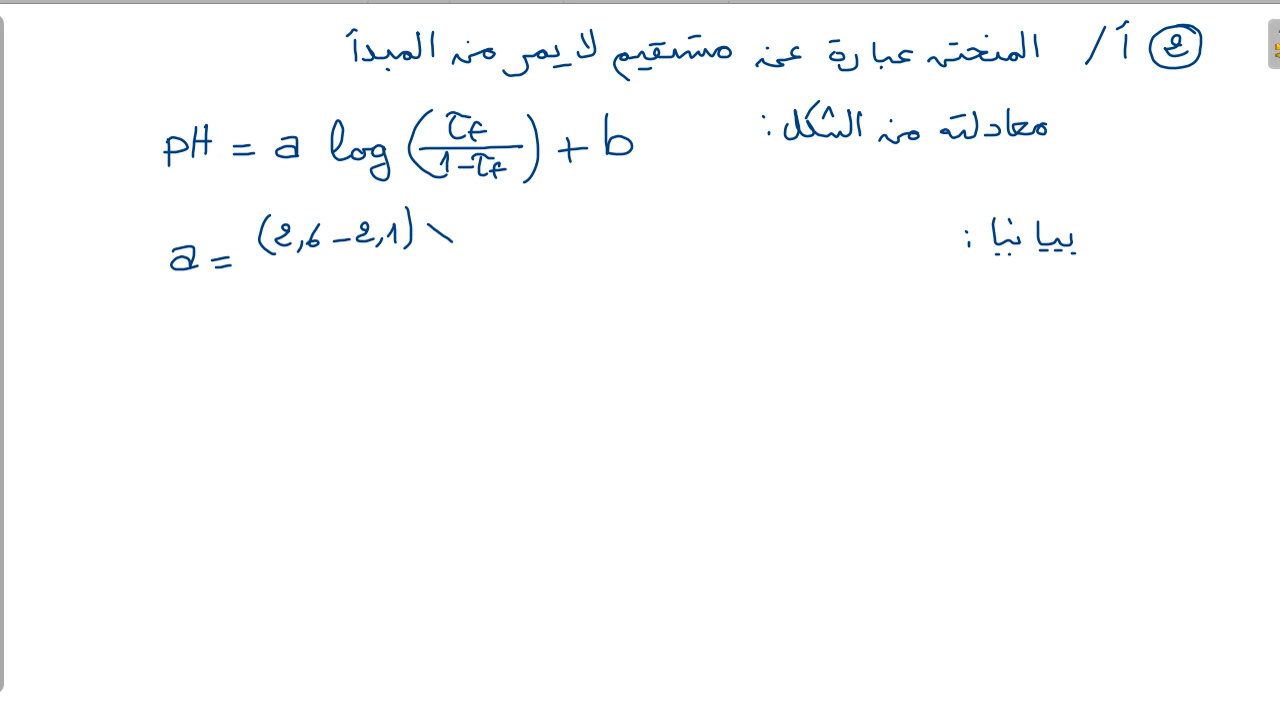 ② أ / المنحنى عبارة عن مستقيم لا يمر من المبدأ
معادلته من الشكل :
pH = a log(τf / 1-τf) + b
بيانيا :
a = (2,6 - 2,1) \